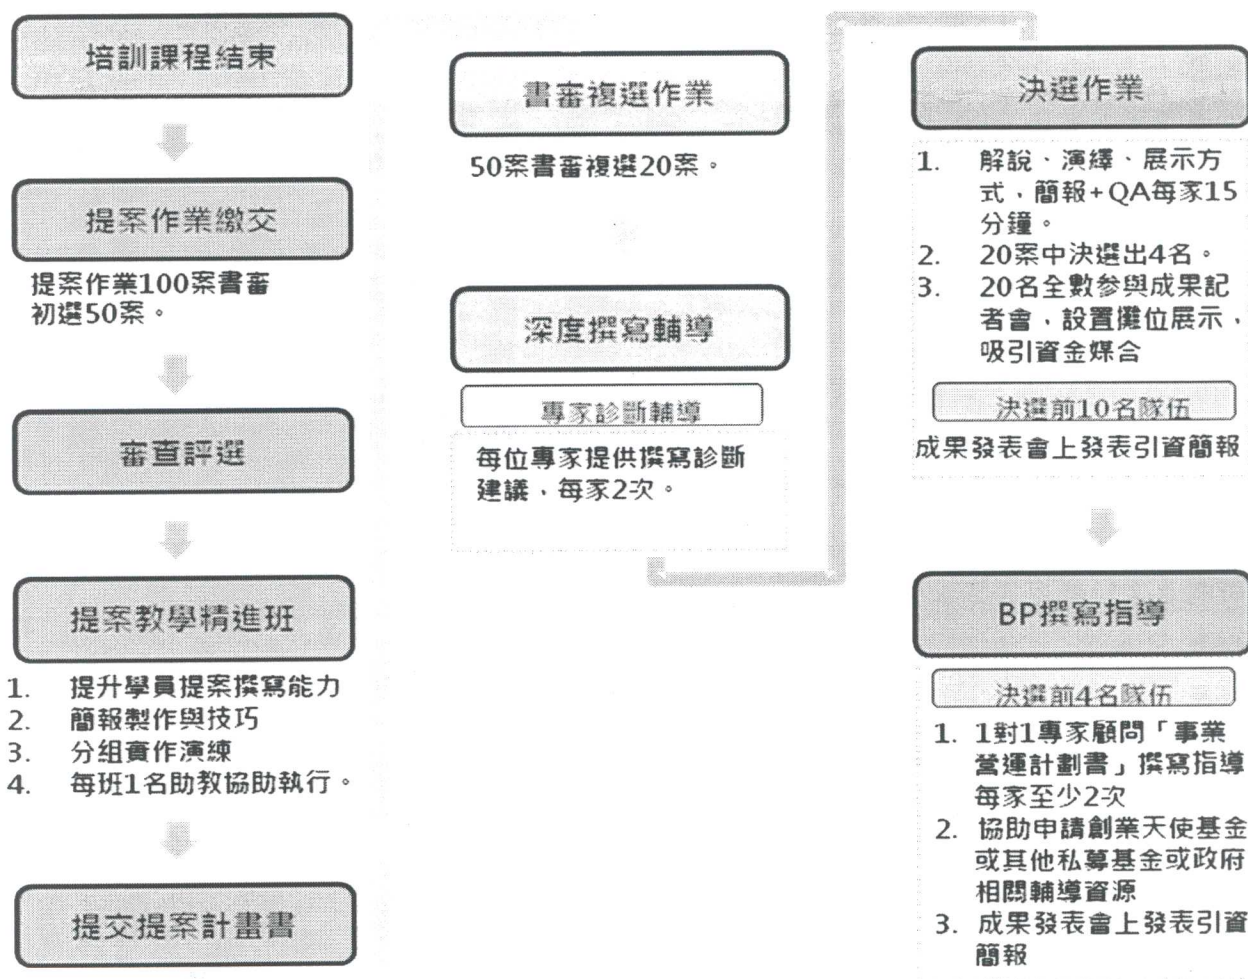 培訓課程結束
提案作業繳交
提案作業100案書審
初選50案。
審查評選
提案教學精進班
1. 提升學員提案撰寫能力
2. 簡報製作與技巧
3. 分組實作演練
4. 每班1名助教協助執行。
提交提案計畫書
書審複選作業
50案書審複選20案。
深度撰寫輔導
專家診斷輔導
每位專家提供撰寫診斷
建議，每家2次。
決選作業
1. 解說、演繹、展示方
式，簡報+QA每家15
分鐘。
2. 20案中決選出4名。
3. 20名全數參與成果記
者會，設置攤位展示，
吸引資金媒合
決選前10名隊伍
成果發表會上發表引資簡報
BP撰寫指導
決選前4名隊伍
1. 1對1專家顧問「事業
營運計劃書」撰寫指導
每家至少2次
2. 協助申請創業天使基金
或其他私募基金或政府
相關輔導資源
3. 成果發表會上發表引資
簡報